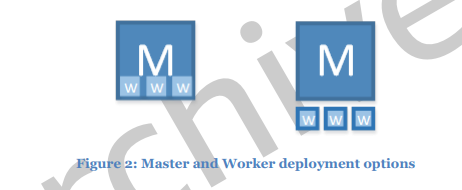 M M
W W W W W W
Figure 2: Master and Worker deployment options